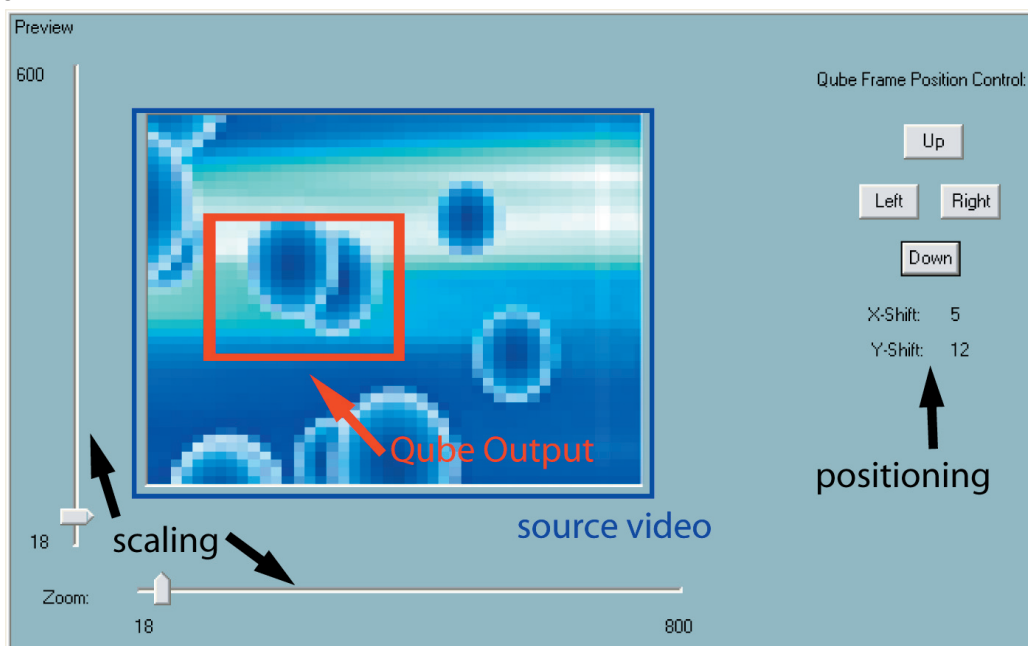 Preview
600
Qube Frame Position Control:
Up
Left Right
Down
X-Shift: 5
Y-Shift: 12
Qube Output
positioning
source video
18
scaling
Zoom:
18 800